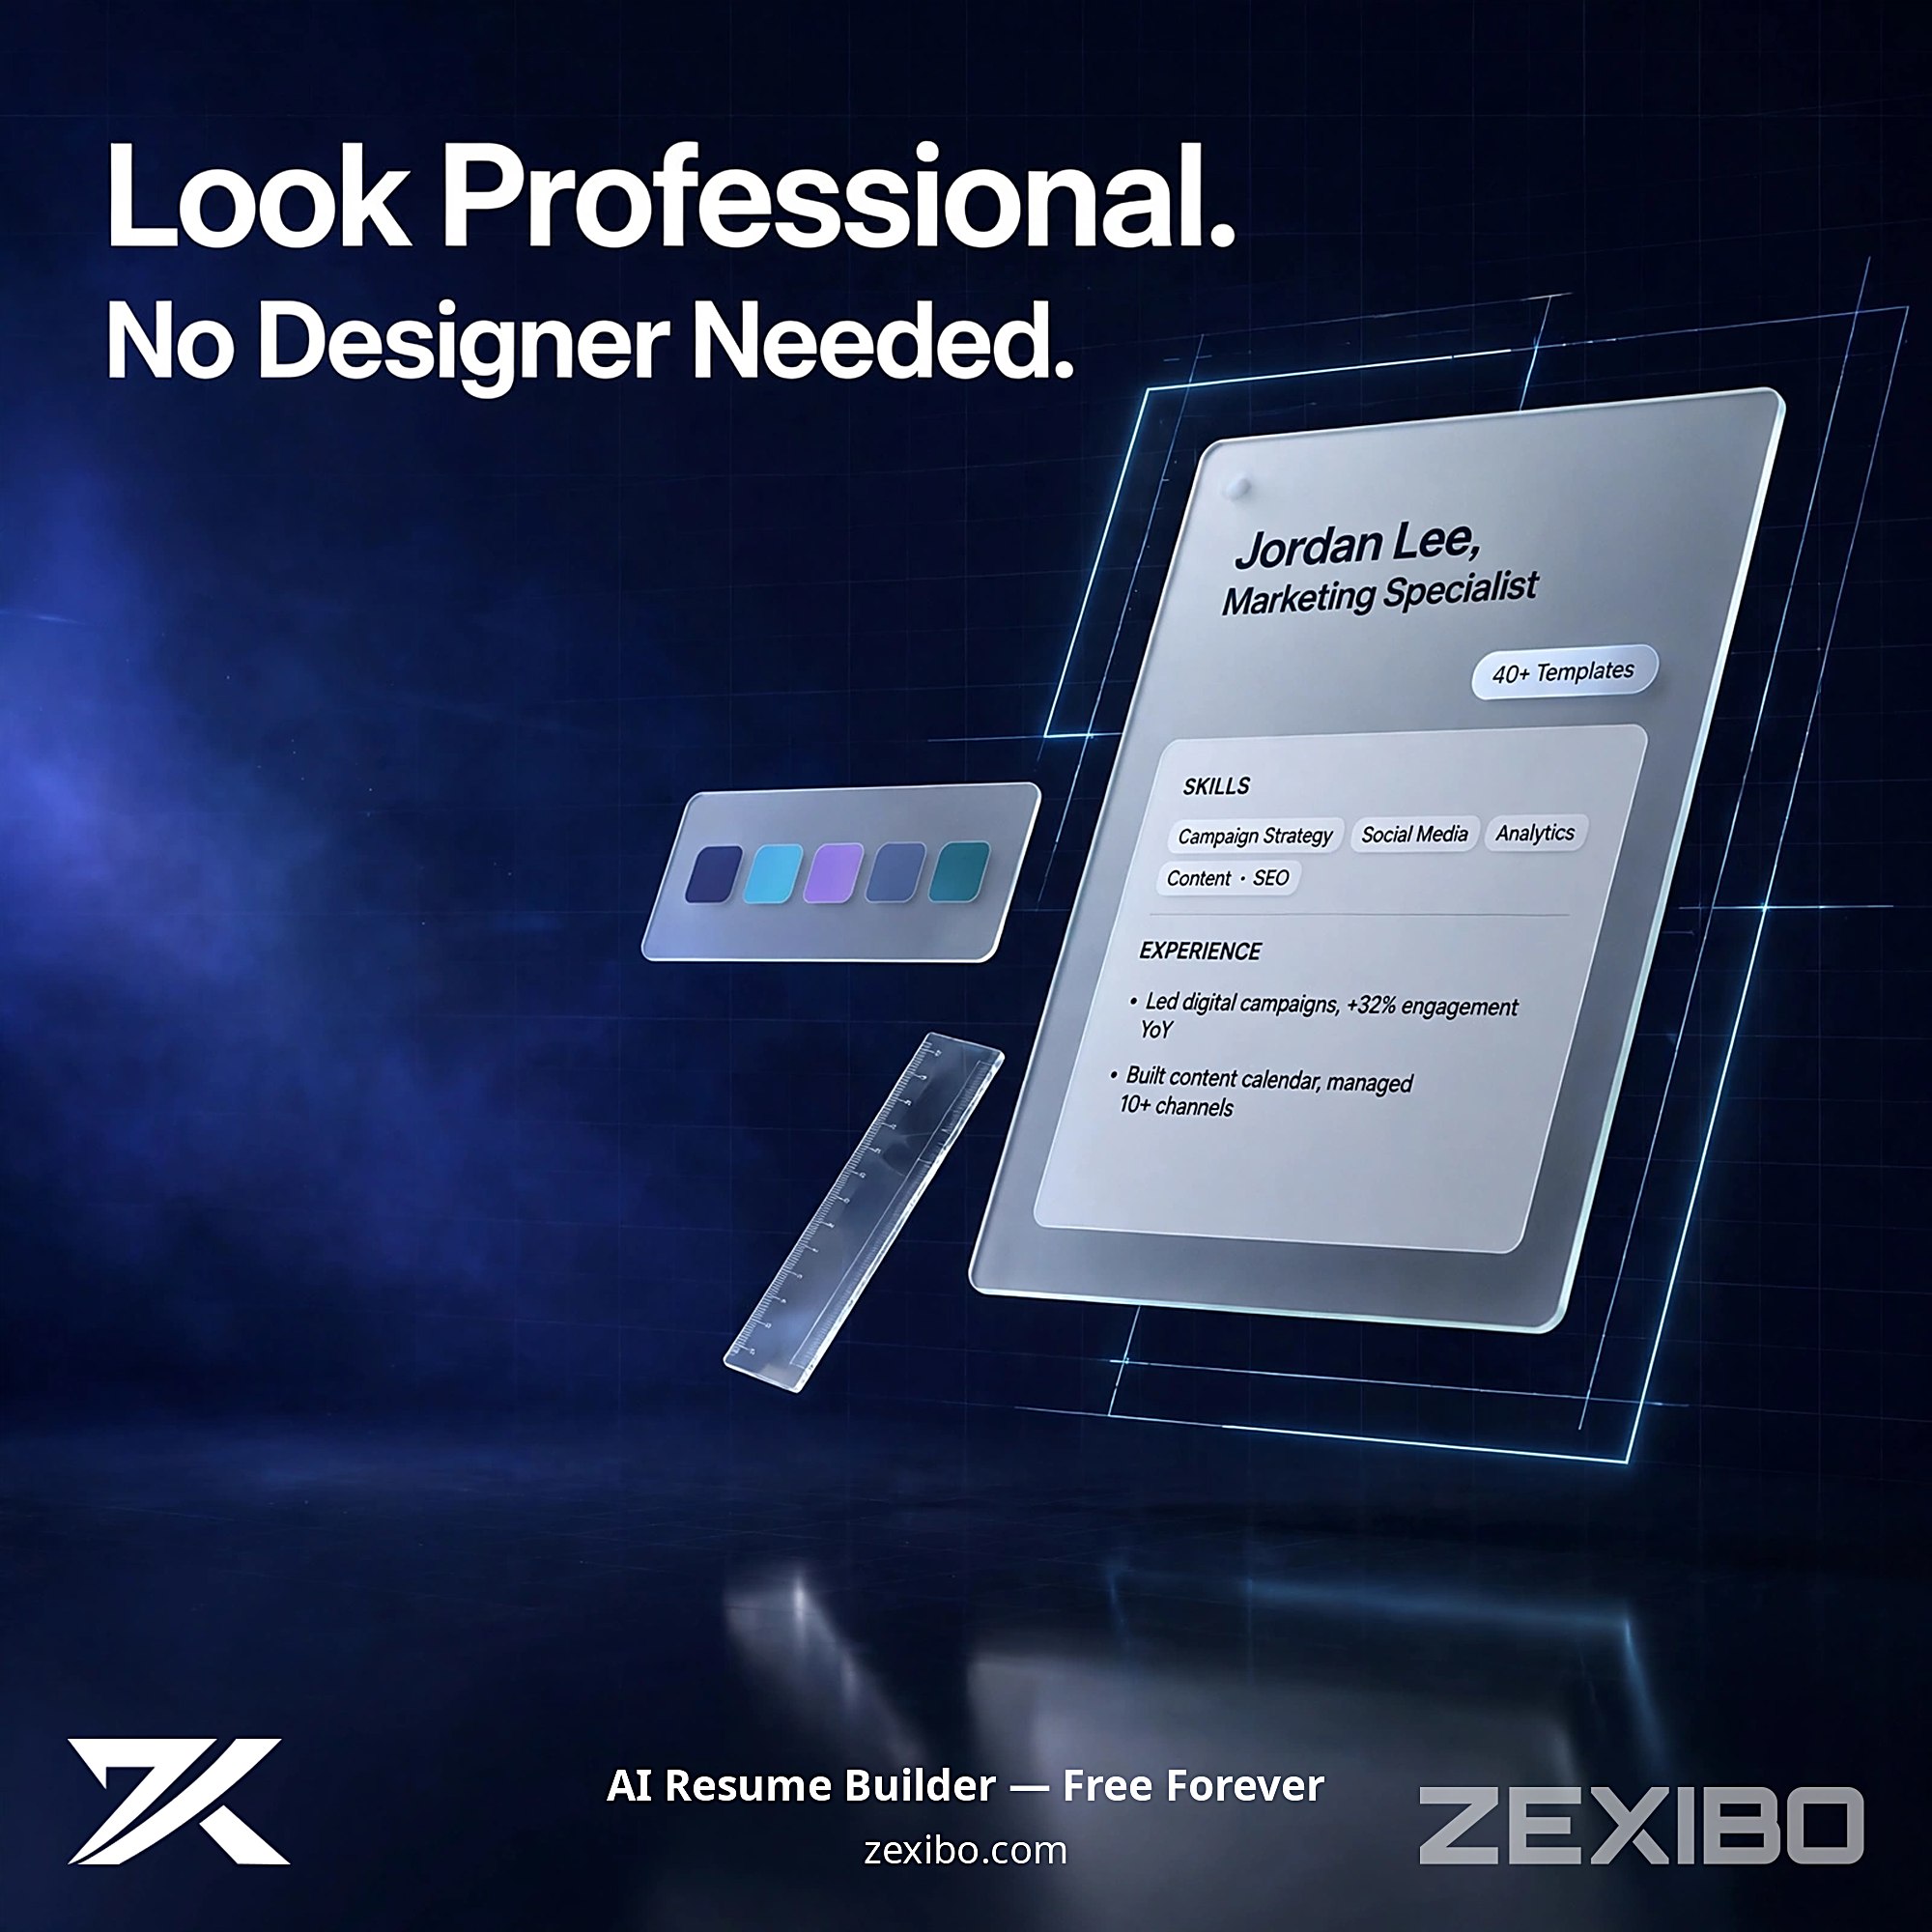 Look Professional.
No Designer Needed.
Jordan Lee,
Marketing Specialist
40+ Templates
SKILLS
Campaign Strategy Social Media Analytics
Content · SEO
EXPERIENCE
• Led digital campaigns, +32% engagement
YoY
• Built content calendar, managed
10+ channels
AI Resume Builder — Free Forever
zexibo.com
ZEXIBO